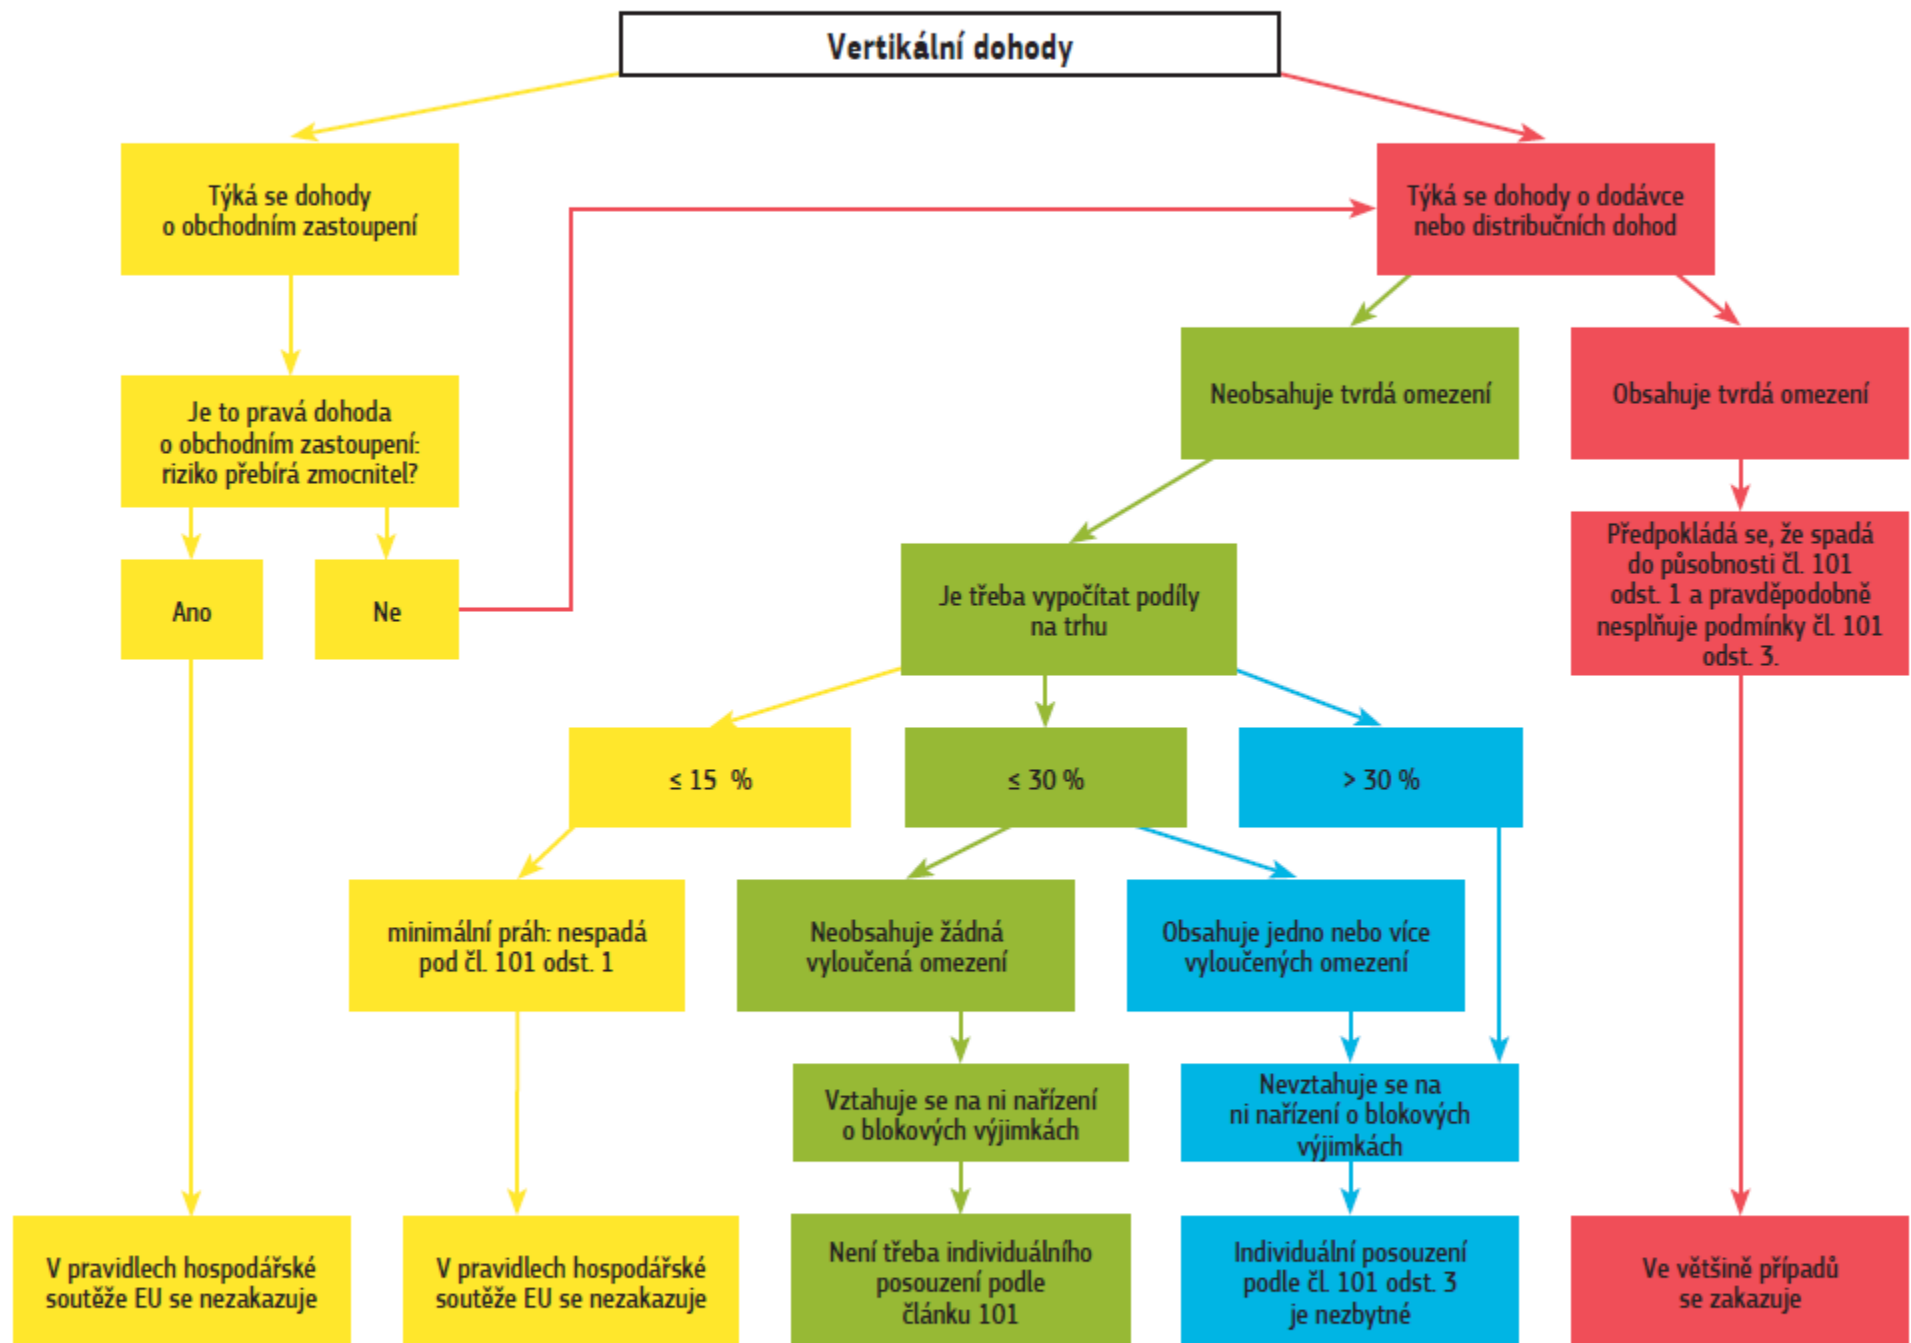 Vertikální dohody
Týká se dohody
o obchodním zastoupení
Týká se dohody o dodávce
nebo distribučních dohod
Neobsahuje tvrdá omezení
Obsahuje tvrdá omezení
Je to pravá dohoda
o obchodním zastoupení:
riziko přebírá zmocnitel?
Předpokládá se, že spadá
do působnosti čl. 101
odst. 1 a pravděpodobně
nesplňuje podmínky čl. 101
odst. 3.
Ano
Ne
Je třeba vypočítat podíly
na trhu
≤ 15 %
≤ 30 %
> 30 %
minimální práh: nespadá
pod čl. 101 odst. 1
Neobsahuje žádná
vyloučená omezení
Obsahuje jedno nebo více
vyloučených omezení
Vztahuje se na ni nařízení
o blokových výjimkách
Nevztahuje se na
ni nařízení o blokových
výjimkách
V pravidlech hospodářské
soutěže EU se nezakazuje
V pravidlech hospodářské
soutěže EU se nezakazuje
Není třeba individuálního
posouzení podle
článku 101
Individuální posouzení
podle čl. 101 odst. 3
je nezbytné
Ve většině případů
se zakazuje